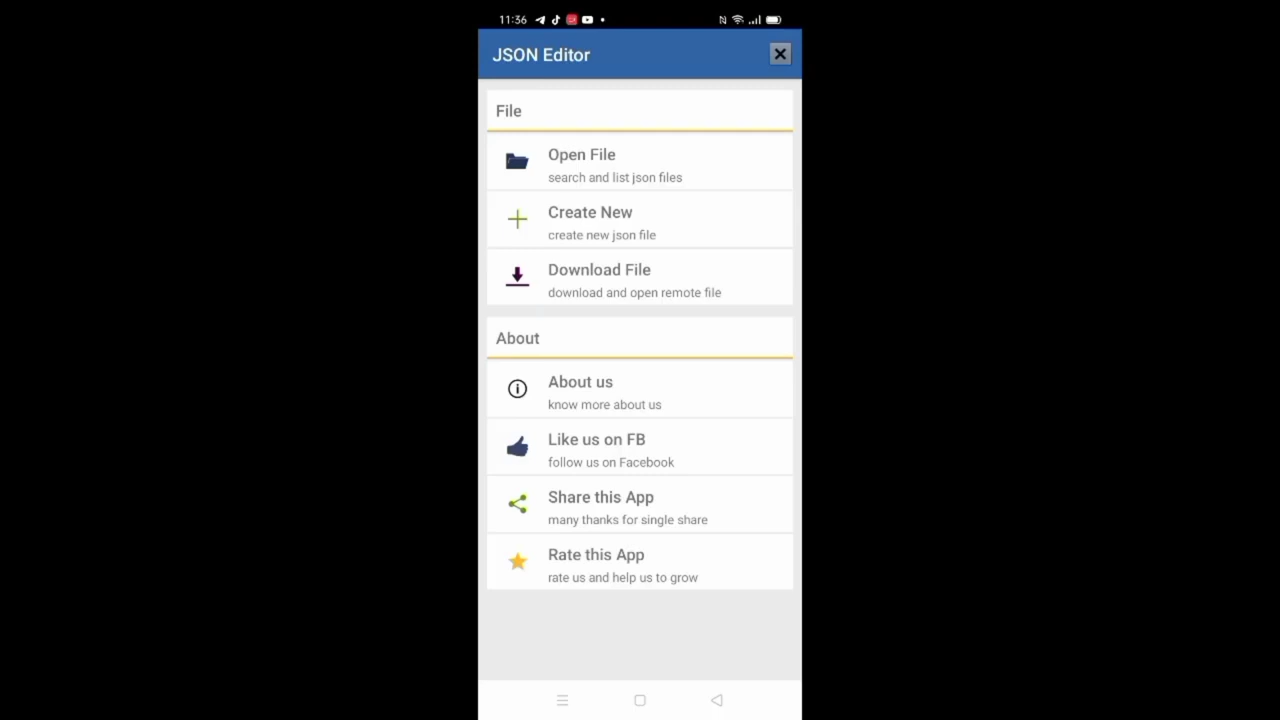 11:36
JSON Editor
File
Open File
search and list json files
Create New
create new json file
Download File
download and open remote file
About
About us
know more about us
Like us on FB
follow us on Facebook
Share this App
many thanks for single share
Rate this App
rate us and help us to grow